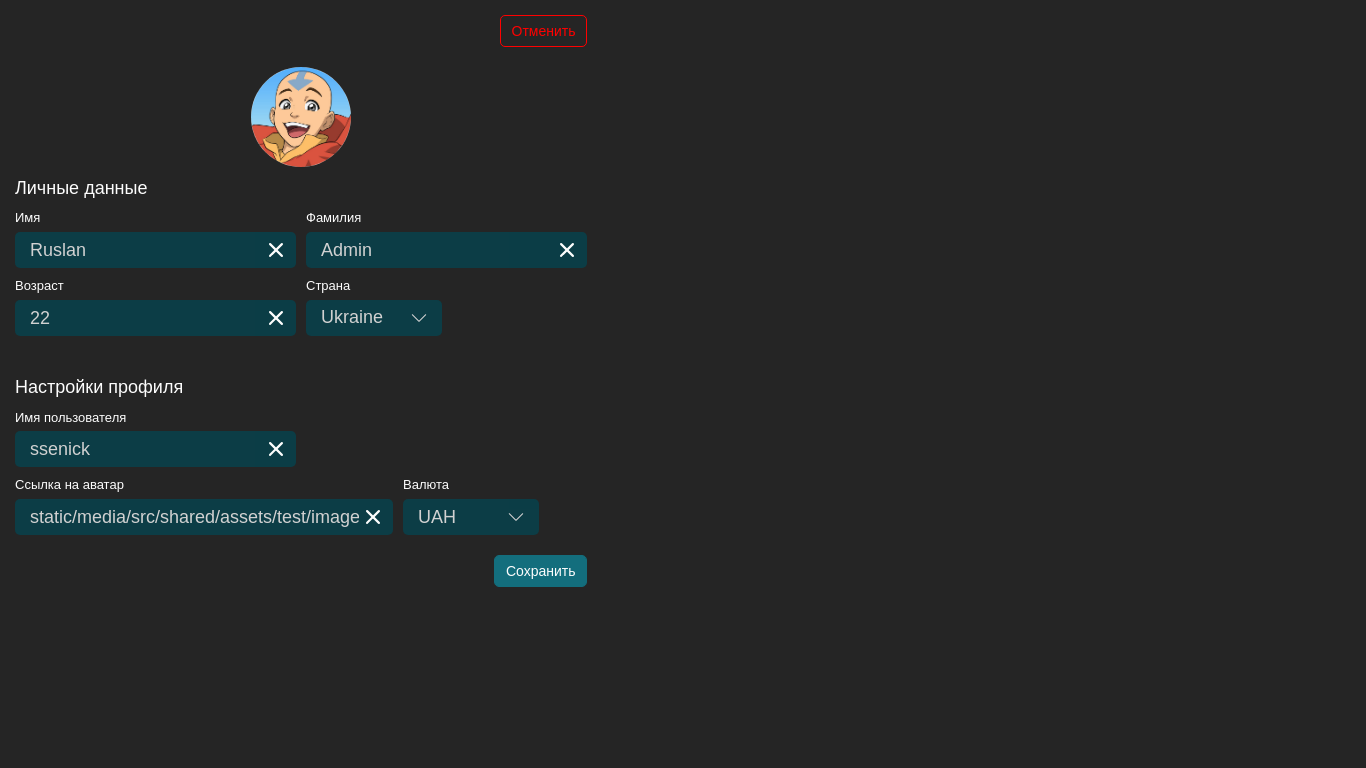 Отменить
Личные данные
Имя Фамилия
Ruslan Admin
Возраст Страна
22 Ukraine
Настройки профиля
Имя пользователя
ssenick
Ссылка на аватар Валюта
static/media/src/shared/assets/test/image UAH
Сохранить